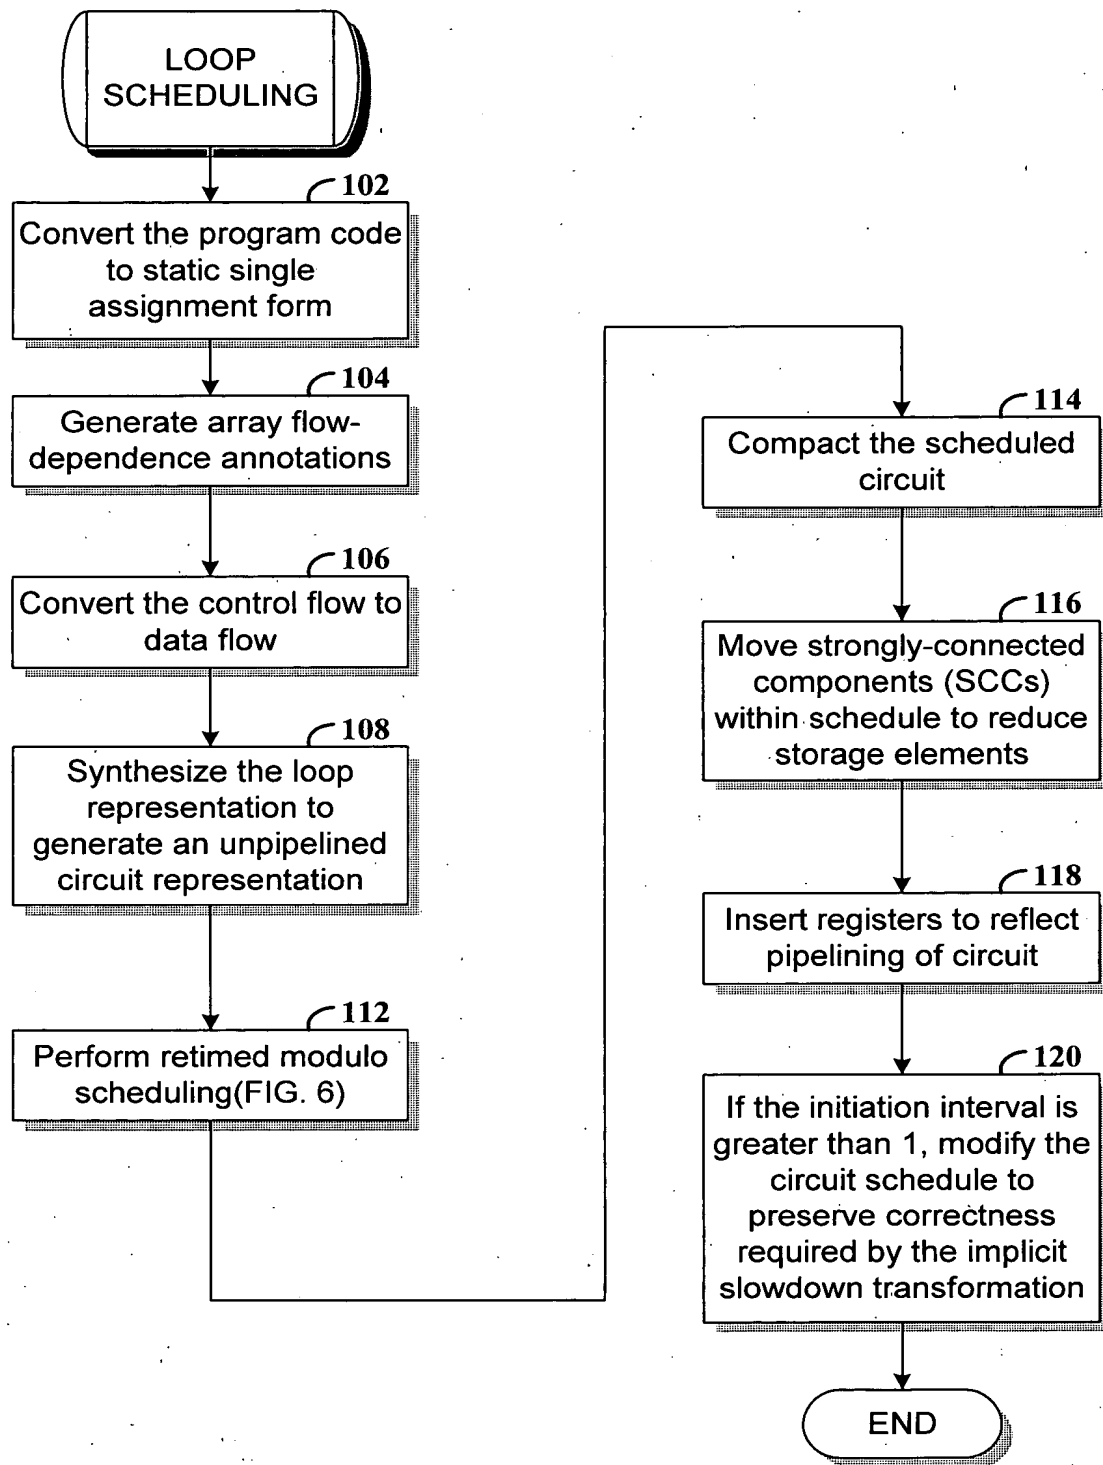 LOOP
SCHEDULING
102
Convert the program code
to static single
assignment form
104
Generate array flow-
dependence annotations
106
Convert the control flow to
data flow
108
Synthesize the loop
representation to
generate an unpipelined
circuit representation
112
Perform retimed modulo
scheduling(FIG. 6)
114
Compact the scheduled
circuit
116
Move strongly-connected
components (SCCs)
within schedule to reduce
storage elements
118
Insert registers to reflect
pipelining of circuit
120
If the initiation interval is
greater than 1, modify the
circuit schedule to
preserve correctness
required by the implicit
slowdown transformation
END